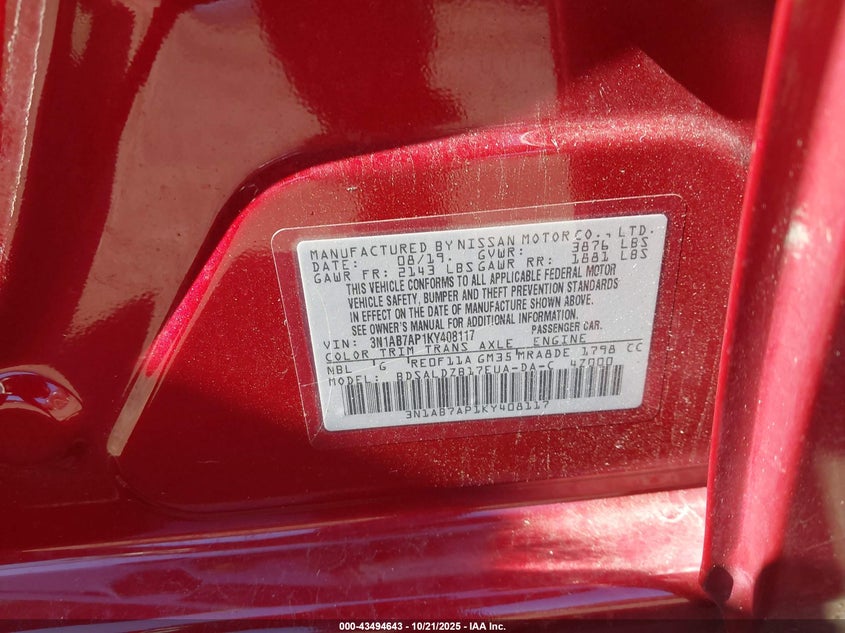 MANUFACTURED BY NISSAN MOTOR CO., LTD.
DATE: 08/19. GVWR: 3876 LBS
GAWR FR: 2143 LBS GAWR RR: 1881 LBS
THIS VEHICLE CONFORMS TO ALL APPLICABLE FEDERAL MOTOR
VEHICLE SAFETY, BUMPER AND THEFT PREVENTION STANDARDS
IN EFFECT ON THE DATE OF MANUFACTURE SHOWN ABOVE.
SEE OWNER'S MANUAL FOR ADDITIONAL INFORMATION.
VIN: 3N1AB7AP1KY408117 PASSENGER CAR.
COLOR TRIM TRANS AXLE ENGINE
NBL G RE0F11A GM35 MRA8DE 1798 CC
MODEL: BDSALDZB17EUA-DA-C 4Z000
3N1AB7AP1KY408117
000-43494643 / 10/21/2025 - IAA Inc.